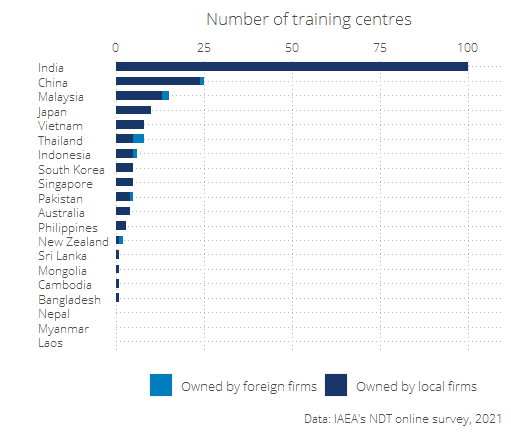 Number of training centres
0 25 50 75 100
India
China
Malaysia
Japan
Vietnam
Thailand
Indonesia
South Korea
Singapore
Pakistan
Australia
Philippines
New Zealand
Sri Lanka
Mongolia
Cambodia
Bangladesh
Nepal
Myanmar
Laos
Owned by foreign firms Owned by local firms
Data: IAEA's NDT online survey, 2021